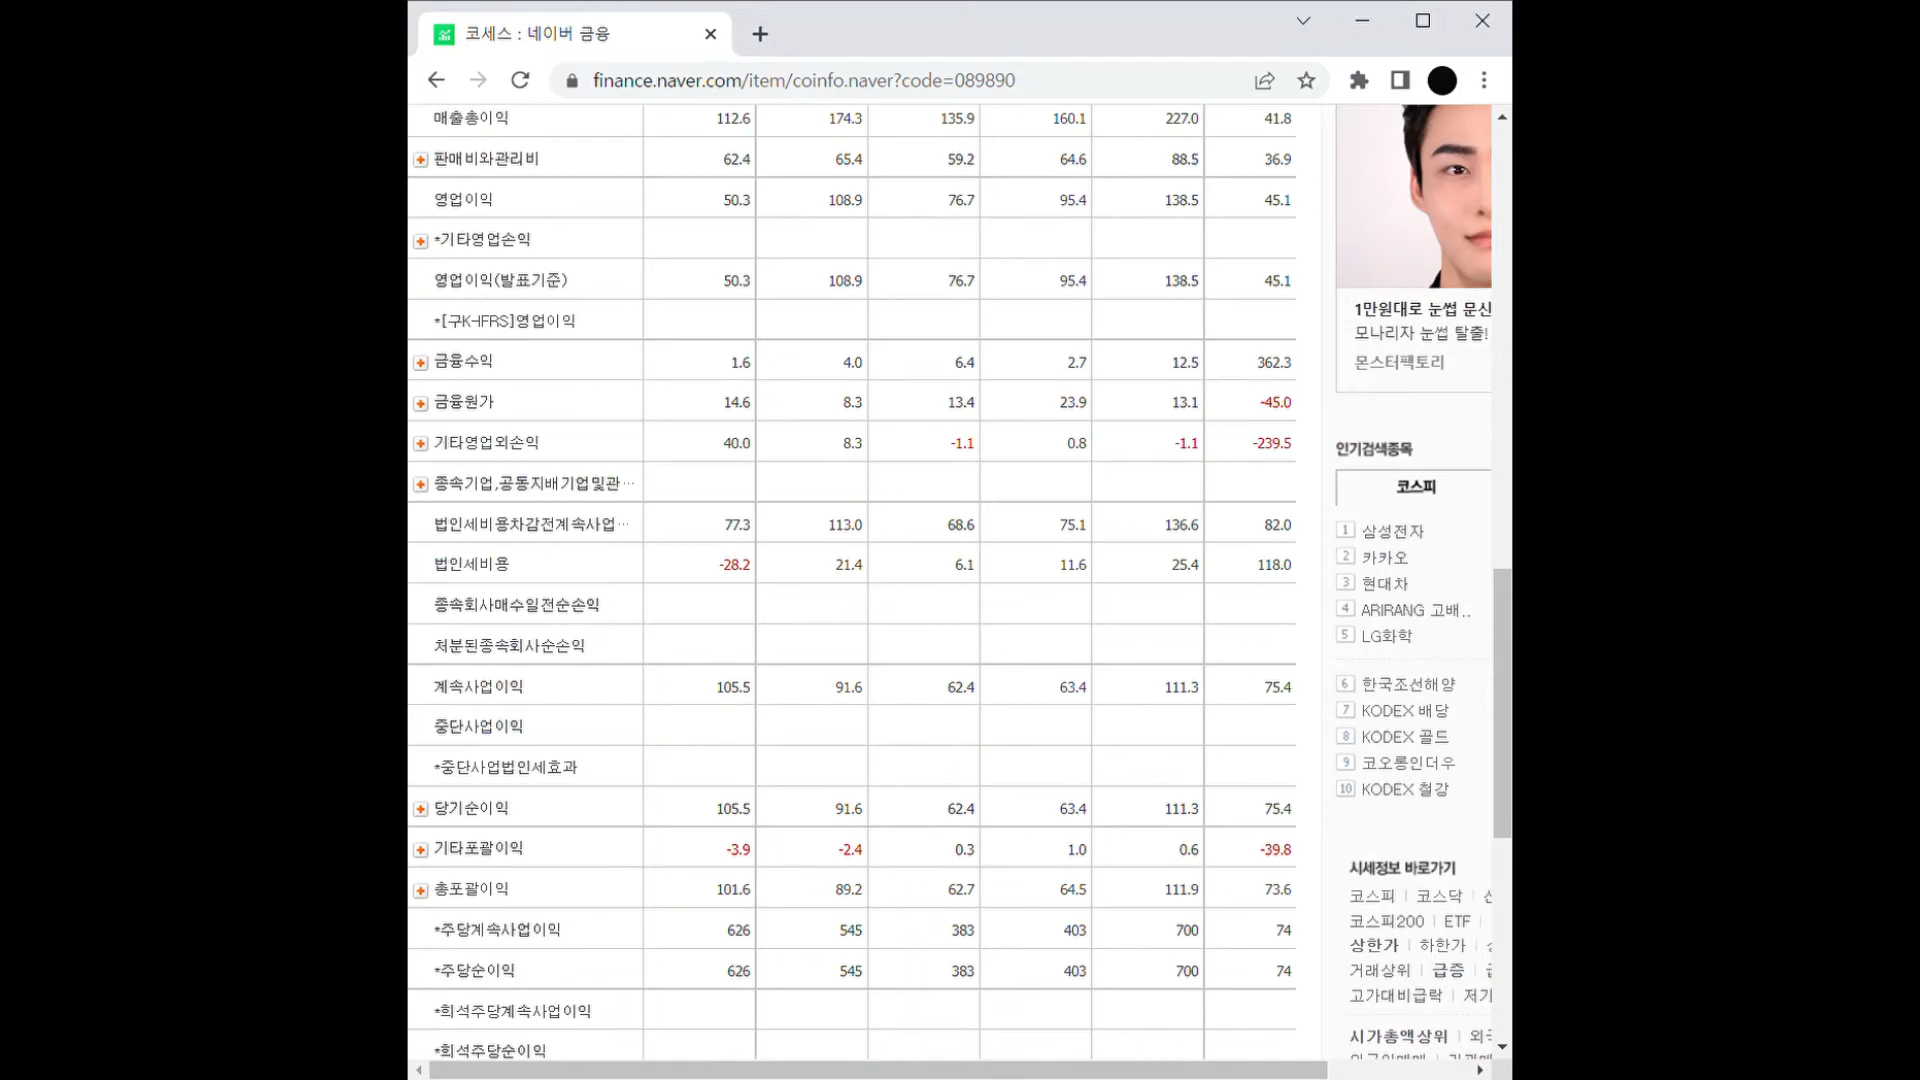 코세스 : 네이버 금융
finance.naver.com/item/coinfo.naver?code=089890
매출총이익 112.6 174.3 135.9 160.1 227.0 41.8
판매비와관리비 62.4 65.4 59.2 64.6 88.5 36.9
영업이익 50.3 108.9 76.7 95.4 138.5 45.1
*기타영업손익
영업이익(발표기준) 50.3 108.9 76.7 95.4 138.5 45.1
*[구K-IFRS]영업이익
금융수익 1.6 4.0 6.4 2.7 12.5 362.3
금융원가 14.6 8.3 13.4 23.9 13.1 -45.0
기타영업외손익 40.0 8.3 -1.1 0.8 -1.1 -239.5
종속기업,공동지배기업및관…
법인세비용차감전계속사업… 77.3 113.0 68.6 75.1 136.6 82.0
법인세비용 -28.2 21.4 6.1 11.6 25.4 118.0
종속회사매수일전순손익
처분된종속회사순손익
계속사업이익 105.5 91.6 62.4 63.4 111.3 75.4
중단사업이익
*중단사업법인세효과
당기순이익 105.5 91.6 62.4 63.4 111.3 75.4
기타포괄이익 -3.9 -2.4 0.3 1.0 0.6 -39.8
총포괄이익 101.6 89.2 62.7 64.5 111.9 73.6
*주당계속사업이익 626 545 383 403 700 74
*주당순이익 626 545 383 403 700 74
*희석주당계속사업이익
*희석주당순이익
1만원대로 눈썹 문신
모나리자 눈썹 탈출!
몬스터팩토리
인기검색종목
코스피
1 삼성전자
2 카카오
3 현대차
4 ARIRANG 고배..
5 LG화학
6 한국조선해양
7 KODEX 배당
8 KODEX 골드
9 코오롱인더우
10 KODEX 철강
시세정보 바로가기
코스피 | 코스닥 |
코스피200 | ETF |
상한가 | 하한가 |
거래상위 | 급증 |
고가대비급락 | 저가
시가총액상위 | 외국